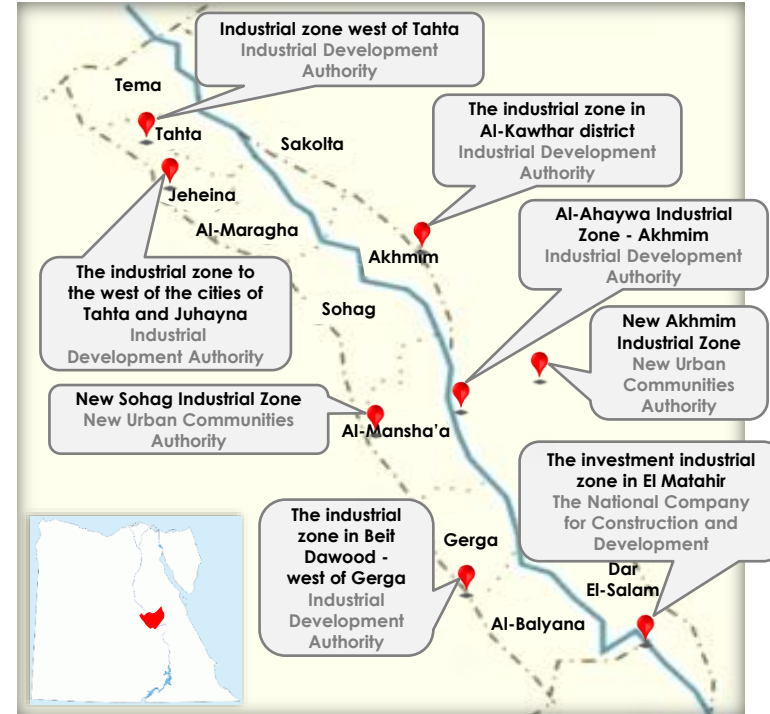 Industrial zone west of Tahta
Industrial Development
Authority
Tema
Tahta
Sakolta
The industrial zone in
Al-Kawthar district
Industrial Development
Authority
Jeheina
Al-Maragha
Akhmim
Al-Ahaywa Industrial
Zone - Akhmim
Industrial Development
Authority
The industrial zone to
the west of the cities of
Tahta and Juhayna
Industrial
Development Authority
Sohag
New Akhmim
Industrial Zone
New Urban
Communities
Authority
New Sohag Industrial Zone
New Urban Communities
Authority
Al-Mansha'a
The investment industrial
zone in El Matahir
The National Company
for Construction and
Development
The industrial
zone in Beit
Dawood -
west of Gerga
Industrial
Development
Authority
Gerga
Dar
El-Salam
Al-Balyana